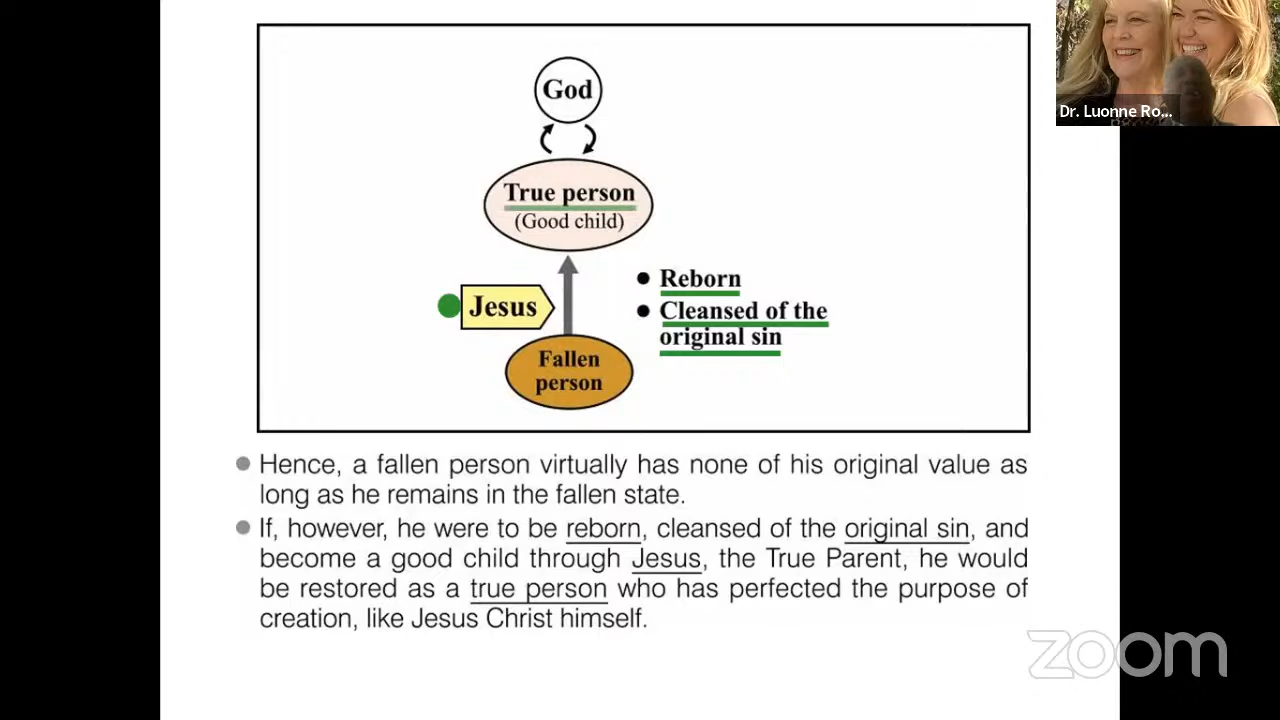 God
True person
(Good child)
Jesus
Fallen
person
Reborn
Cleansed of the
original sin
Hence, a fallen person virtually has none of his original value as
long as he remains in the fallen state.
If, however, he were to be reborn, cleansed of the original sin, and
become a good child through Jesus, the True Parent, he would
be restored as a true person who has perfected the purpose of
creation, like Jesus Christ himself.
Dr. Luonne Ro...
zoom